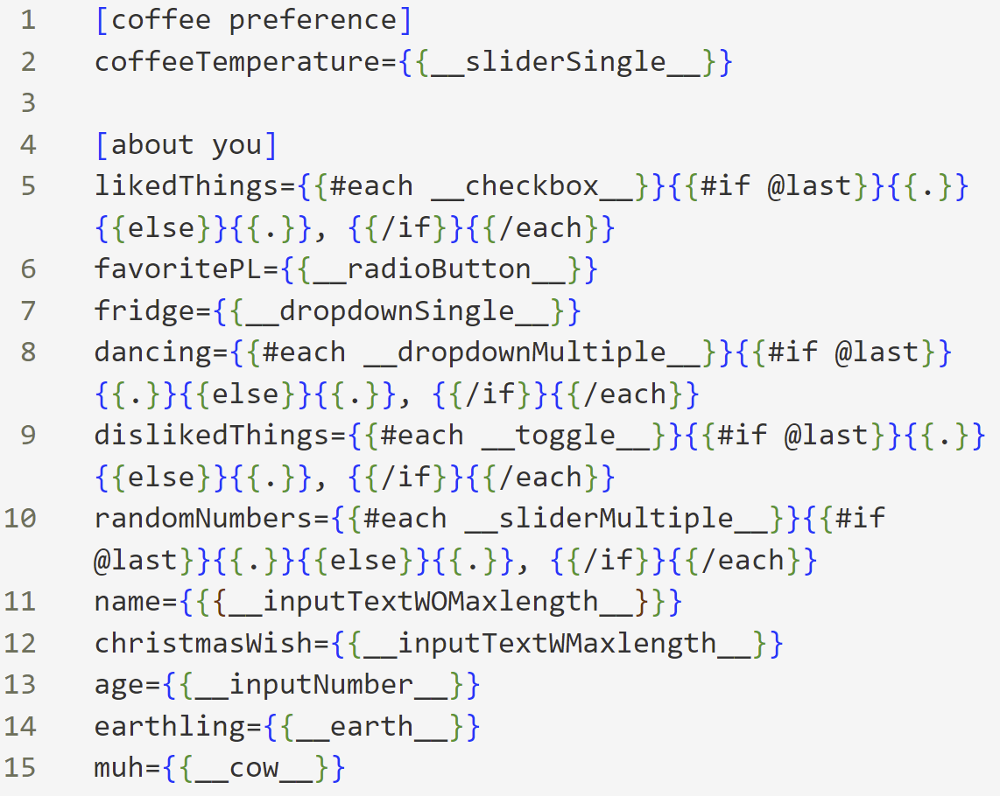 1 [coffee preference]
2 coffeeTemperature={{__sliderSingle__}}
3
4 [about you]
5 likedThings={{#each __checkbox__}}{{#if @last}}{{.}}
{{else}}{{.}}, {{/if}}{{/each}}
6 favoritePL={{__radioButton__}}
7 fridge={{__dropdownSingle__}}
8 dancing={{#each __dropdownMultiple__}}{{#if @last}}
{{.}}{{else}}{{.}}, {{/if}}{{/each}}
9 dislikedThings={{#each __toggle__}}{{#if @last}}{{.}}
{{else}}{{.}}, {{/if}}{{/each}}
10 randomNumbers={{#each __sliderMultiple__}}{{#if
@last}}{{.}}{{else}}{{.}}, {{/if}}{{/each}}
11 name={{{__inputTextWOMaxlength__}}}
12 christmasWish={{__inputTextWMaxlength__}}
13 age={{__inputNumber__}}
14 earthling={{__earth__}}
15 muh={{__cow__}}